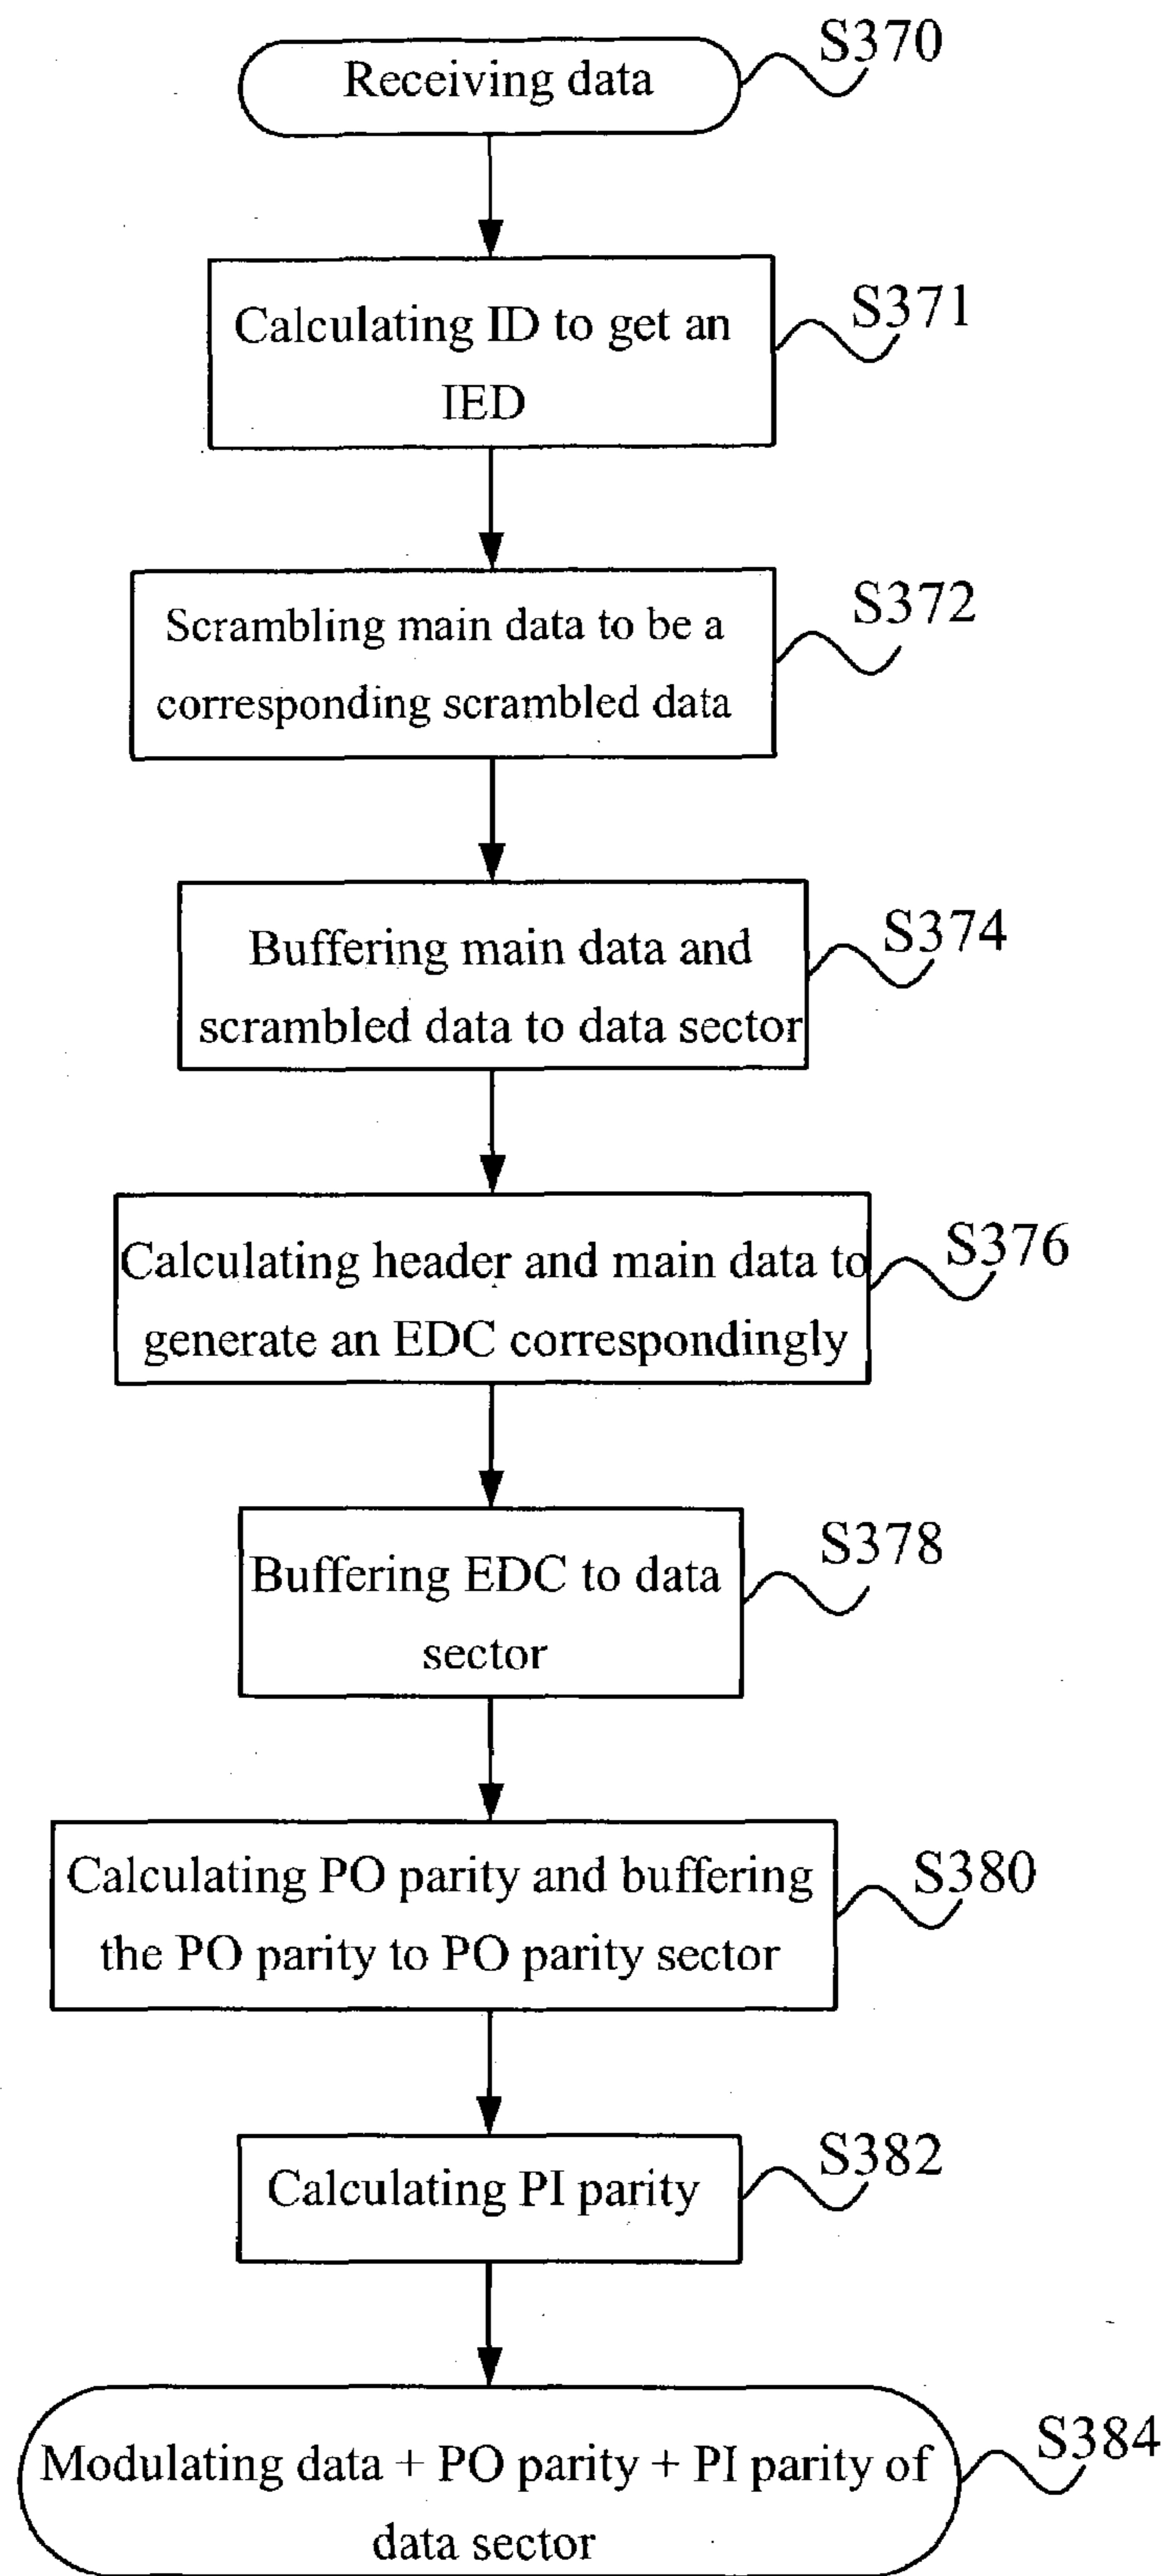 Receiving data
S370
Calculating ID to get an
IED
S371
Scrambling main data to be a
corresponding scrambled data
S372
Buffering main data and
scrambled data to data sector
S374
Calculating header and main data to
generate an EDC correspondingly
S376
Buffering EDC to data
sector
S378
Calculating PO parity and buffering
the PO parity to PO parity sector
S380
Calculating PI parity
S382
Modulating data + PO parity + PI parity of
data sector
S384